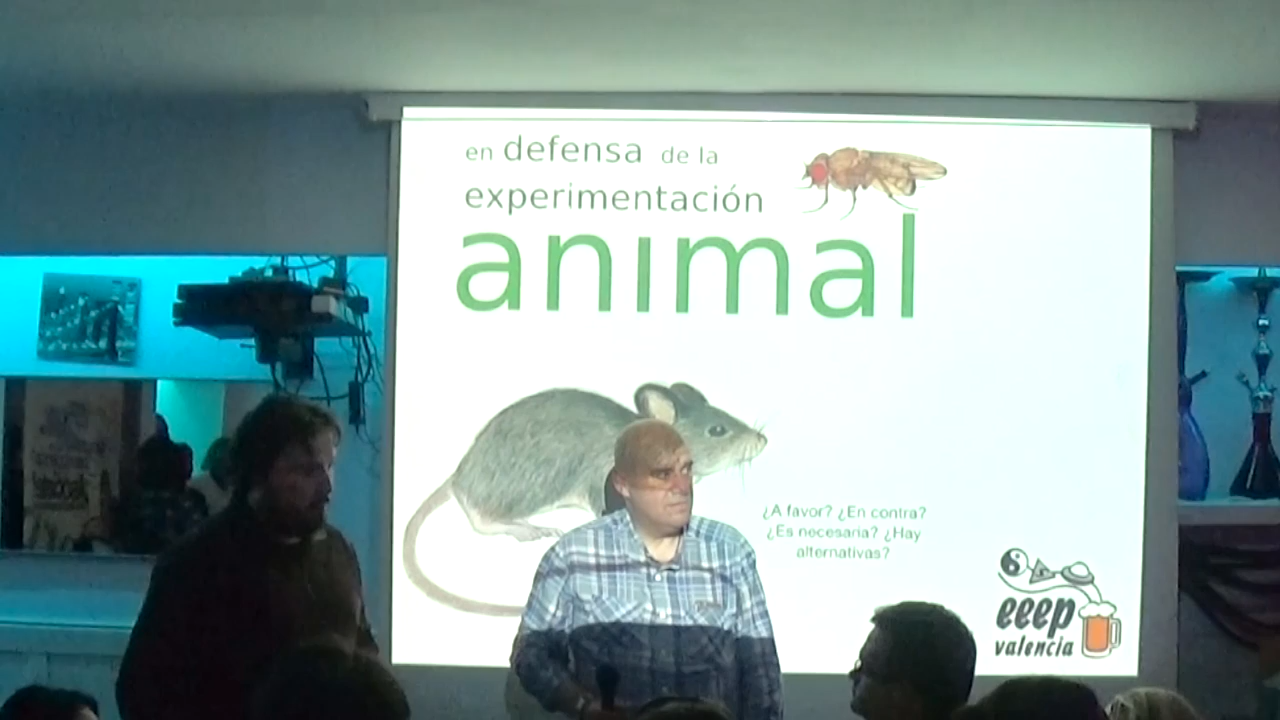 en defensa de la
experimentación
animal
¿A favor? ¿En contra?
¿Es necesaria? ¿Hay
alternativas?
eeep
valencia